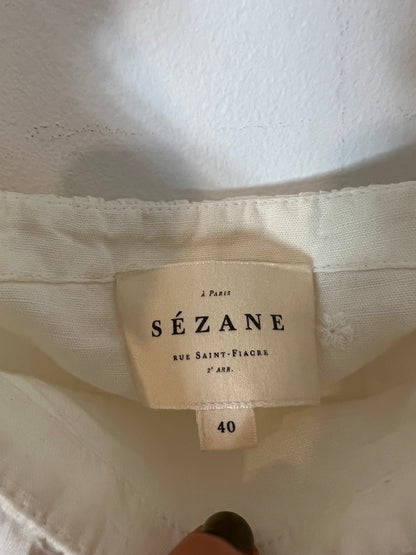 à Paris
SÉZANE
RUE SAINT-FIACRE
2ᵉ ARR.
40